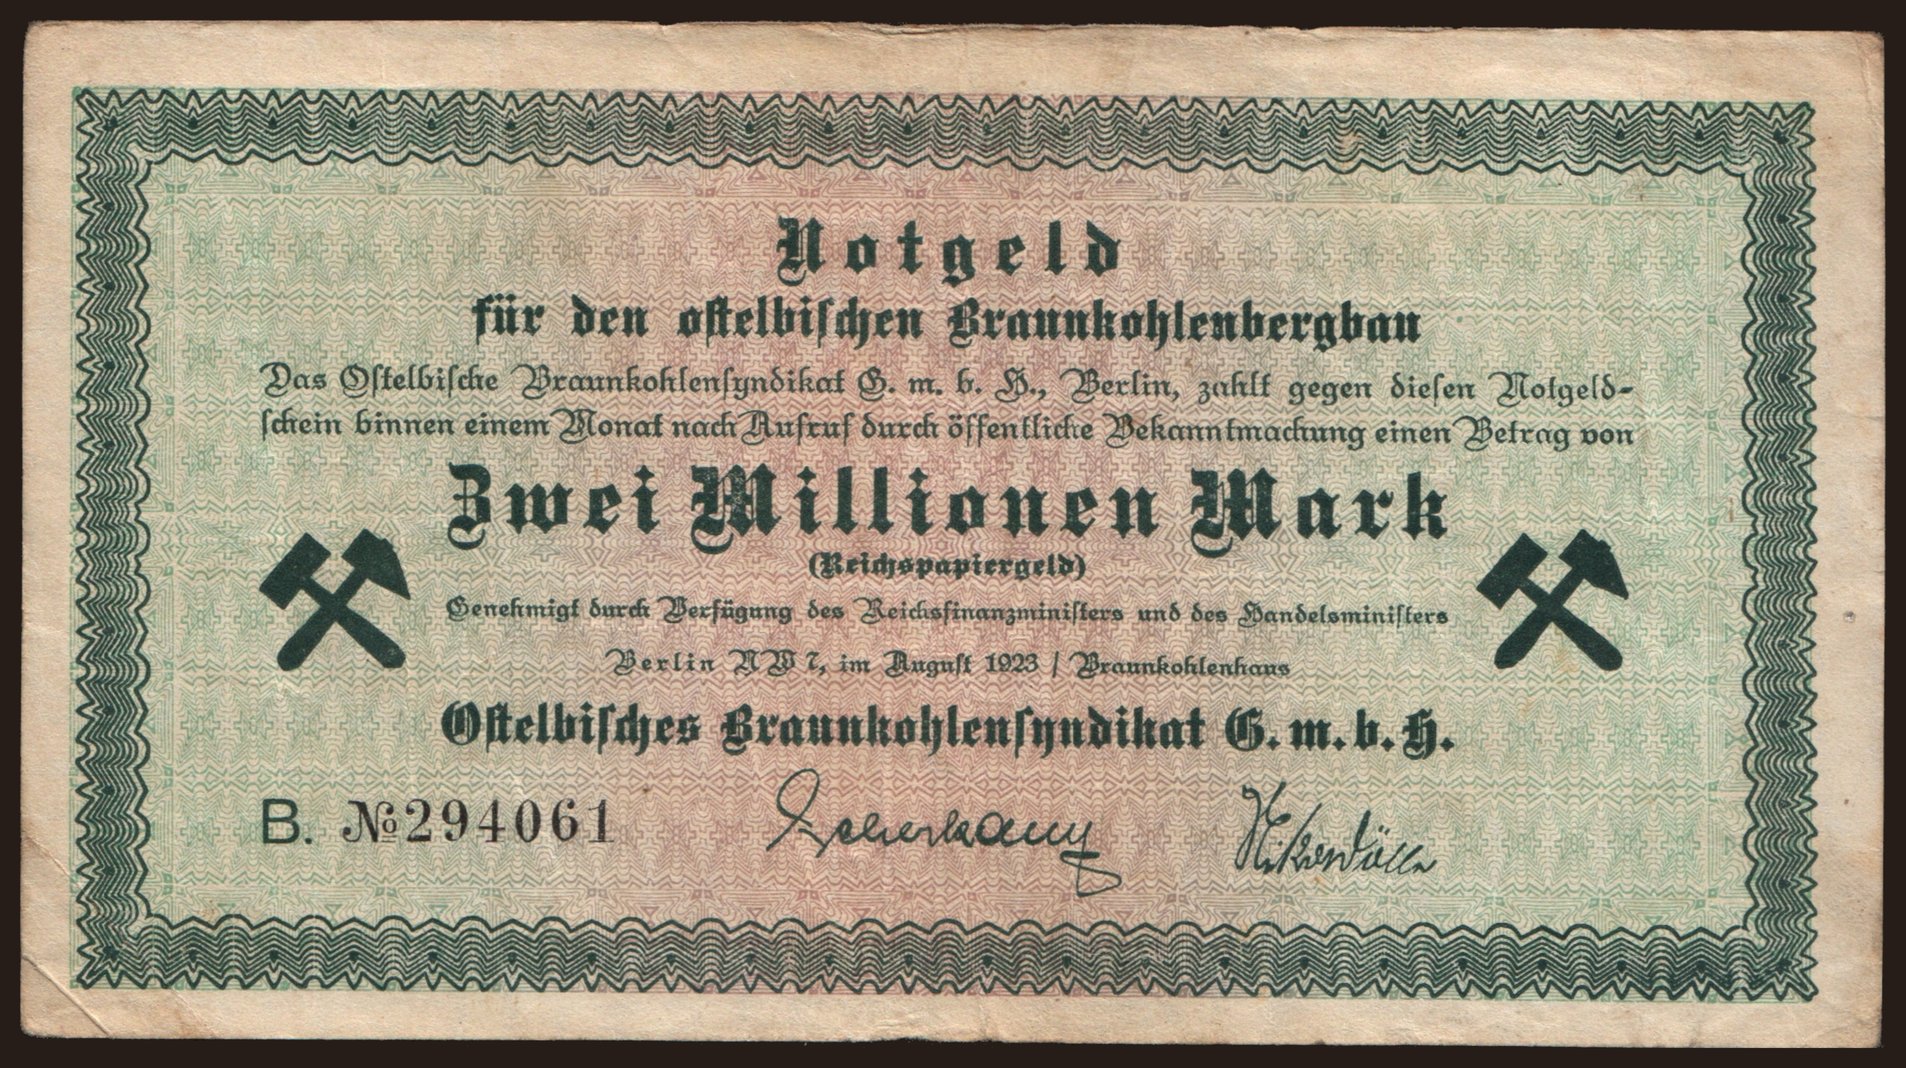 Notgeld
für den ostelbischen Braunkohlenbergbau
Das Ostelbische Braunkohlensyndikat G. m. b. H., Berlin, zahlt gegen diesen Notgeld-
schein binnen einem Monat nach Aufruf durch öffentliche Bekanntmachung einen Betrag von
Zwei Millionen Mark
(Reichspapiergeld)
Genehmigt durch Verfügung des Reichsfinanzministers und des Handelsministers
Berlin NW 7, im August 1923 / Braunkohlenhaus
Ostelbisches Braunkohlensyndikat G. m. b. H.
B. № 294061